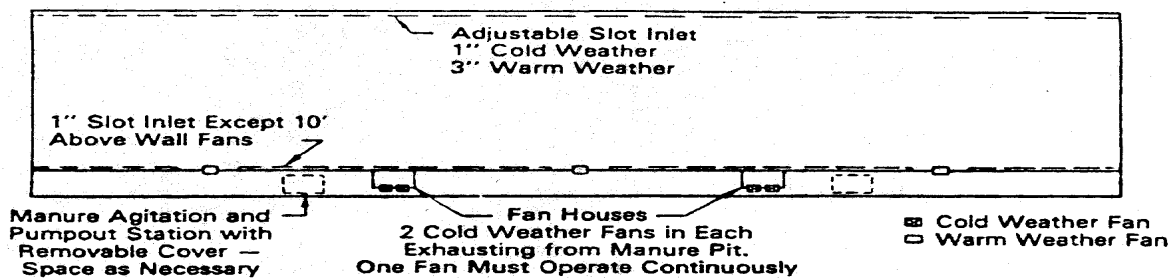 Adjustable Slot Inlet
1" Cold Weather
3" Warm Weather
1" Slot Inlet Except 10'
Above Wall Fans
Manure Agitation and
Pumpout Station with
Removable Cover —
Space as Necessary
Fan Houses
2 Cold Weather Fans in Each
Exhausting from Manure Pit.
One Fan Must Operate Continuously
Cold Weather Fan
Warm Weather Fan